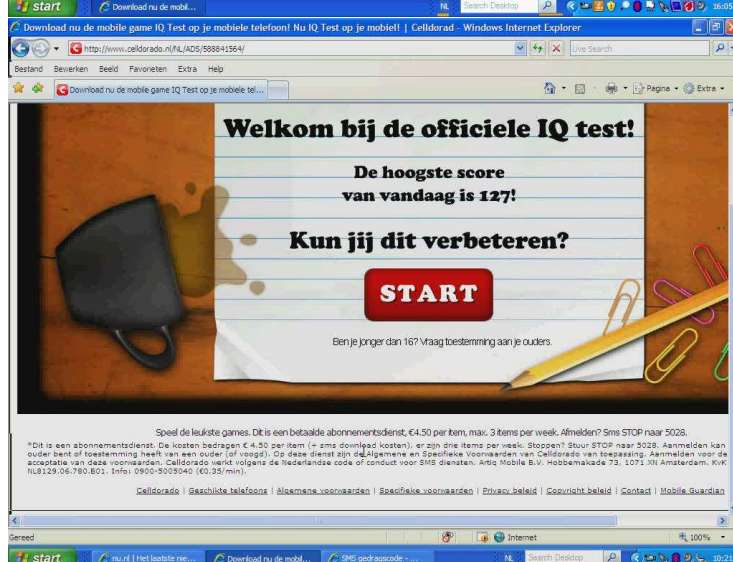 start
Download nu de mobil...
NL
Search Desktop
16:05
Download nu de mobile game IQ Test op je mobiele telefoon! Nu IQ Test op je mobiel! | Celldorado - Windows Internet Explorer
http://www.celldorado.nl/NL/ADS/588841564/
Live Search
Bestand Bewerken Beeld Favorieten Extra Help
Download nu de mobile game IQ Test op je mobiele tel...
Pagina
Extra
Welkom bij de officiele IQ test!
De hoogste score
van vandaag is 127!
Kun jij dit verbeteren?
START
Ben je jonger dan 16? Vraag toestemming aan je ouders.
Speel de leukste games. Dit is een betaalde abonnementsdienst, €4.50 per item, max. 3 items per week. Afmelden? Sms STOP naar 5028.
*Dit is een abonnementsdienst. De kosten bedragen € 4.50 per item (+ sms download kosten), er zijn drie items per week. Stoppen? Stuur STOP naar 5028. Aanmelden kan
ouder bent of toestemming heeft van een ouder (of voogd). Op deze dienst zijn de Algemene en Specifieke Voorwaarden van Celldorado van toepassing. Aanmelden voor de
acceptatie van deze voorwaarden. Celldorado werkt volgens de Nederlandse code of conduct voor SMS diensten. Artiq Mobile B.V. Hobbemakade 73, 1071 XN Amsterdam. KvK
NL8129.06.780.B01. Info: 0900-5005040 (€0.35/min).
Celldorado | Geschikte telefoons | Algemene voorwaarden | Specifieke voorwaarden | Privacy beleid | Copyright beleid | Contact | Mobile Guardian
Gereed
Internet
100%
start
nu.nl | Het laatste nie...
Download nu de mobil...
SMS gedragscode - ...
NL
Search Desktop
10:21